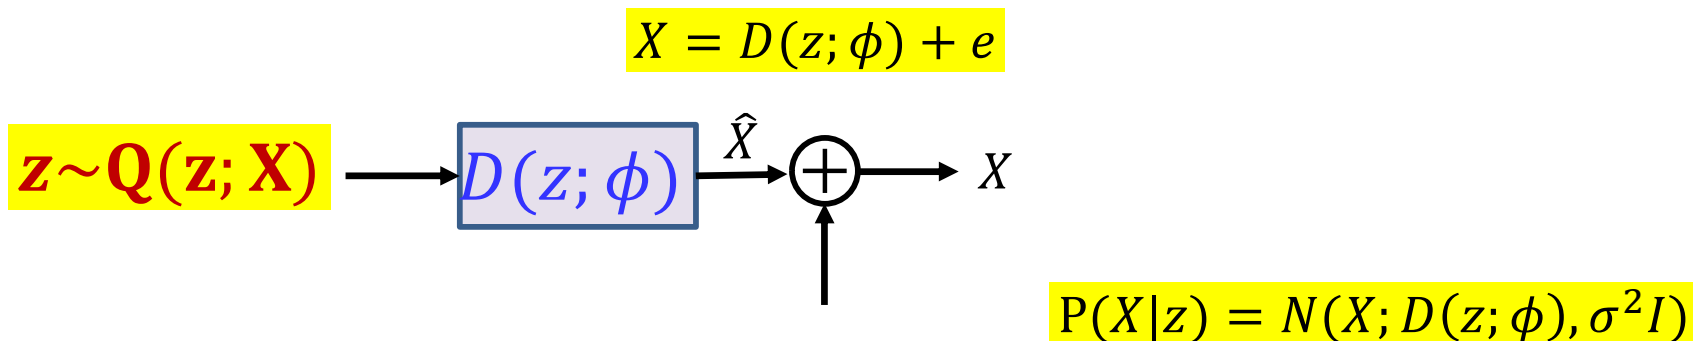 X = D(z; ϕ) + e
z~Q(z; X)
D(z; ϕ)
X̂
X
P(X|z) = N(X; D(z; ϕ), σ²I)